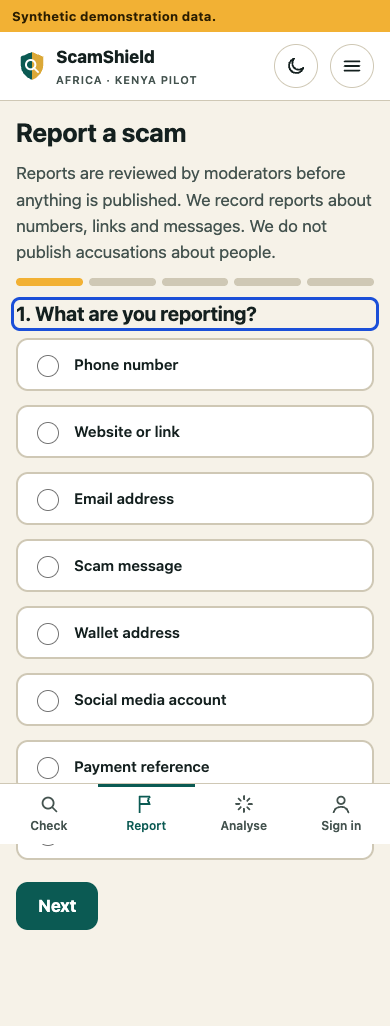 Synthetic demonstration data.
ScamShield
AFRICA · KENYA PILOT
Report a scam
Reports are reviewed by moderators before
anything is published. We record reports about
numbers, links and messages. We do not
publish accusations about people.
1. What are you reporting?
Phone number
Website or link
Email address
Scam message
Wallet address
Social media account
Payment reference
Check
Report
Analyse
Sign in
Next